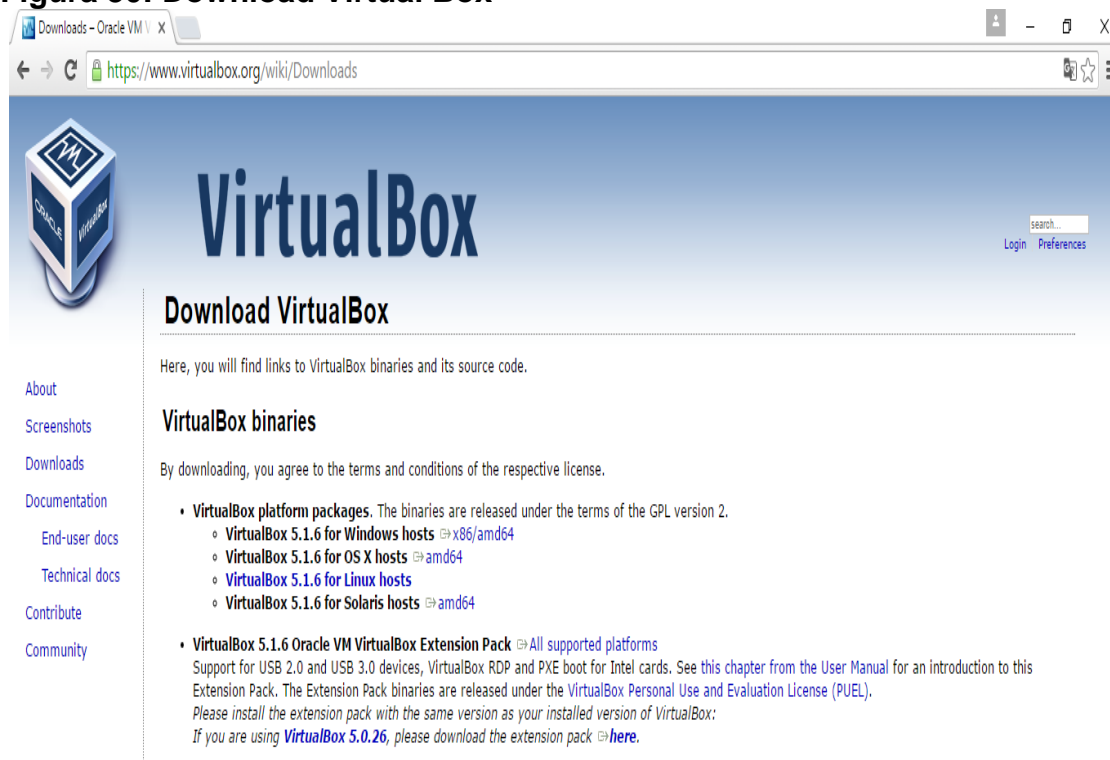 Download Virtual Box
Downloads – Oracle VM V
https://www.virtualbox.org/wiki/Downloads
ORACLE
VirtualBox
VirtualBox
search...
Login Preferences
Download VirtualBox
Here, you will find links to VirtualBox binaries and its source code.
About
Screenshots
Downloads
Documentation
End-user docs
Technical docs
Contribute
Community
VirtualBox binaries
By downloading, you agree to the terms and conditions of the respective license.
• VirtualBox platform packages. The binaries are released under the terms of the GPL version 2.
◦ VirtualBox 5.1.6 for Windows hosts x86/amd64
◦ VirtualBox 5.1.6 for OS X hosts amd64
◦ VirtualBox 5.1.6 for Linux hosts
◦ VirtualBox 5.1.6 for Solaris hosts amd64
• VirtualBox 5.1.6 Oracle VM VirtualBox Extension Pack All supported platforms
Support for USB 2.0 and USB 3.0 devices, VirtualBox RDP and PXE boot for Intel cards. See this chapter from the User Manual for an introduction to this
Extension Pack. The Extension Pack binaries are released under the VirtualBox Personal Use and Evaluation License (PUEL).
Please install the extension pack with the same version as your installed version of VirtualBox:
If you are using VirtualBox 5.0.26, please download the extension pack here.